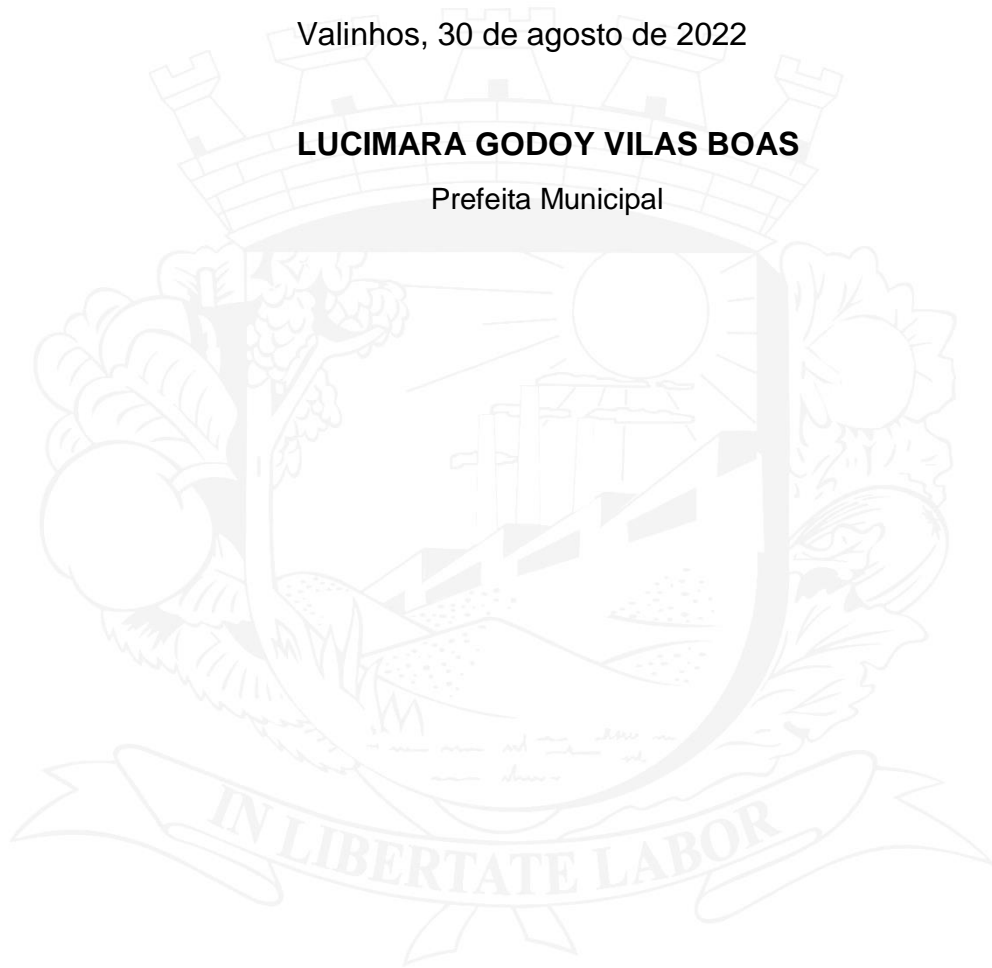 Valinhos, 30 de agosto de 2022
LUCIMARA GODOY VILAS BOAS
Prefeita Municipal
IN LIBERTATE LABOR